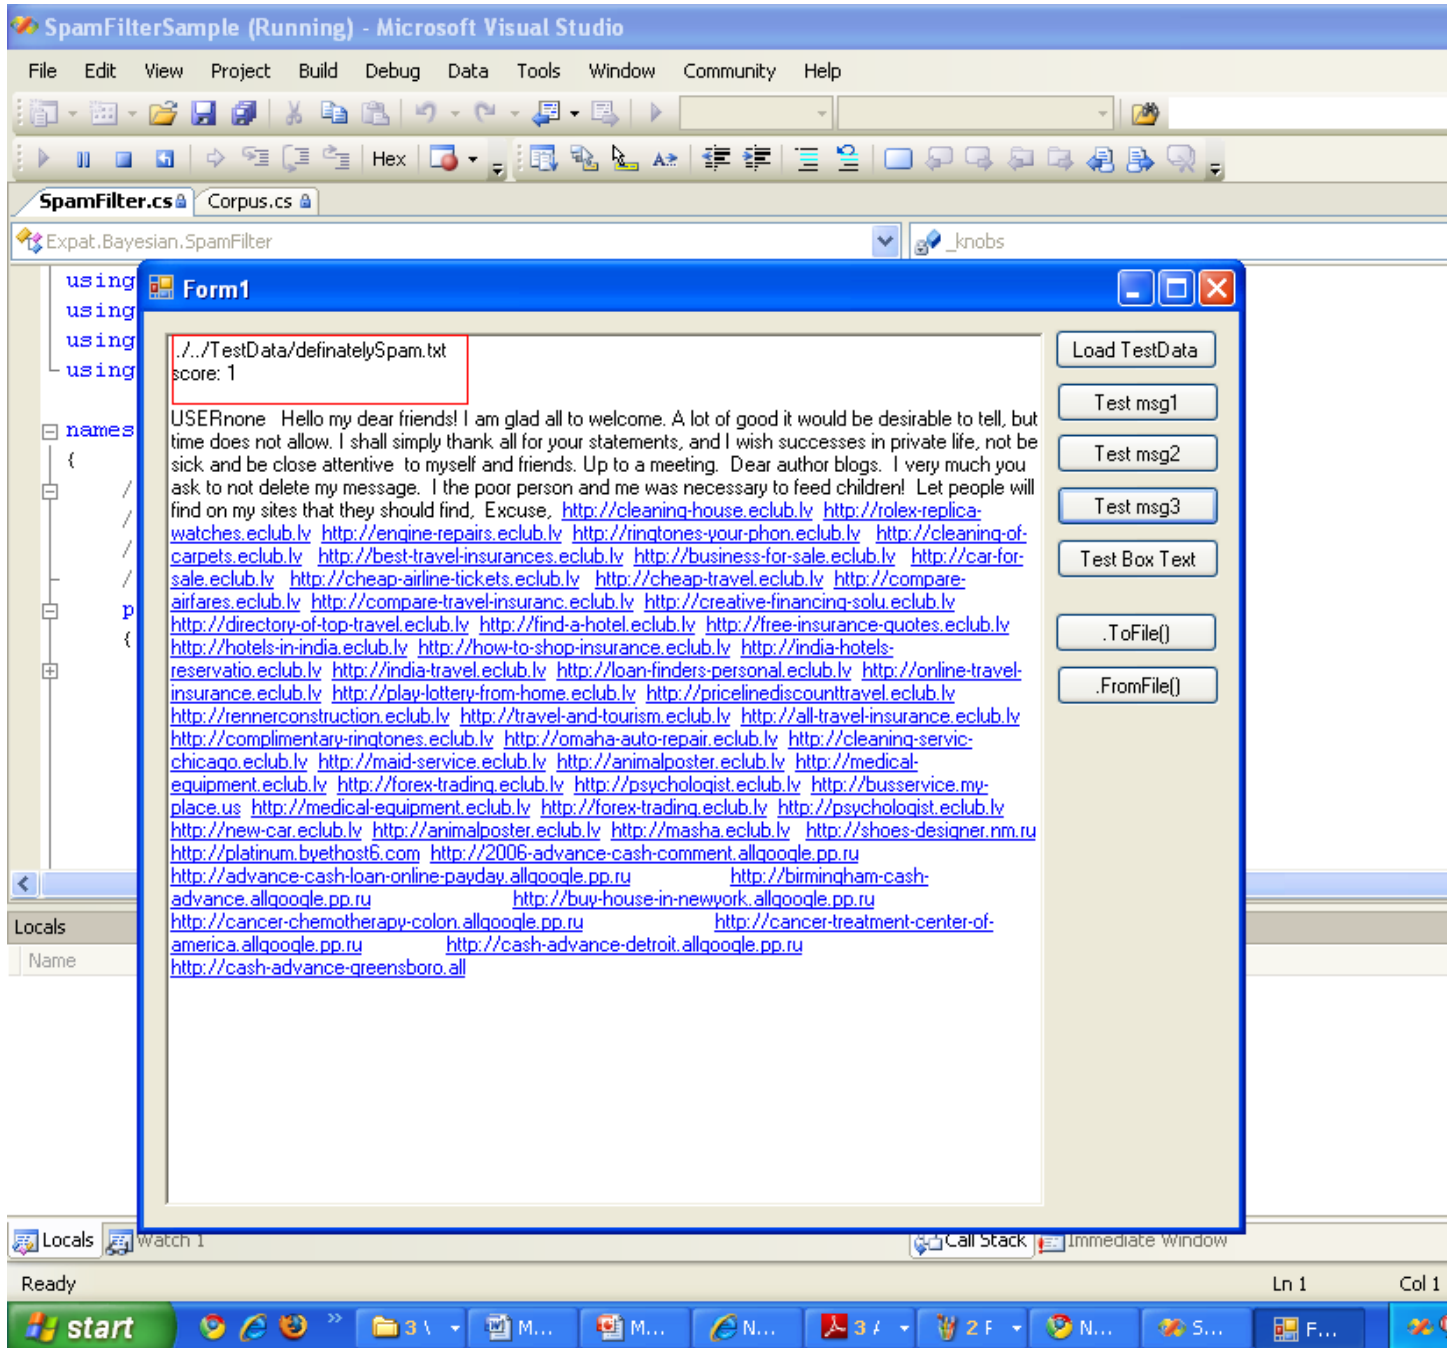 SpamFilterSample (Running) - Microsoft Visual Studio
File Edit View Project Build Debug Data Tools Window Community Help
Hex
SpamFilter.cs Corpus.cs
Expat.Bayesian.SpamFilter _knobs
using
using
using
using
names
{
/
/
/
/
p
{
Form1
./../TestData/definatelySpam.txt
score: 1
USERnone Hello my dear friends! I am glad all to welcome. A lot of good it would be desirable to tell, but
time does not allow. I shall simply thank all for your statements, and I wish successes in private life, not be
sick and be close attentive to myself and friends. Up to a meeting. Dear author blogs. I very much you
ask to not delete my message. I the poor person and me was necessary to feed children! Let people will
find on my sites that they should find, Excuse, http://cleaning-house.eclub.lv http://rolex-replica-
watches.eclub.lv http://engine-repairs.eclub.lv http://ringtones-your-phon.eclub.lv http://cleaning-of-
carpets.eclub.lv http://best-travel-insurances.eclub.lv http://business-for-sale.eclub.lv http://car-for-
sale.eclub.lv http://cheap-airline-tickets.eclub.lv http://cheap-travel.eclub.lv http://compare-
airfares.eclub.lv http://compare-travel-insuranc.eclub.lv http://creative-financing-solu.eclub.lv
http://directory-of-top-travel.eclub.lv http://find-a-hotel.eclub.lv http://free-insurance-quotes.eclub.lv
http://hotels-in-india.eclub.lv http://how-to-shop-insurance.eclub.lv http://india-hotels-
reservatio.eclub.lv http://india-travel.eclub.lv http://loan-finders-personal.eclub.lv http://online-travel-
insurance.eclub.lv http://play-lottery-from-home.eclub.lv http://pricelinediscounttravel.eclub.lv
http://rennerconstruction.eclub.lv http://travel-and-tourism.eclub.lv http://all-travel-insurance.eclub.lv
http://complimentary-ringtones.eclub.lv http://omaha-auto-repair.eclub.lv http://cleaning-servic-
chicago.eclub.lv http://maid-service.eclub.lv http://animalposter.eclub.lv http://medical-
equipment.eclub.lv http://forex-trading.eclub.lv http://psychologist.eclub.lv http://busservice.my-
place.us http://medical-equipment.eclub.lv http://forex-trading.eclub.lv http://psychologist.eclub.lv
http://new-car.eclub.lv http://animalposter.eclub.lv http://masha.eclub.lv http://shoes-designer.nm.ru
http://platinum.byethost6.com http://2006-advance-cash-comment.allgoogle.pp.ru
http://advance-cash-loan-online-payday.allgoogle.pp.ru http://birmingham-cash-
advance.allgoogle.pp.ru http://buy-house-in-newyork.allgoogle.pp.ru
http://cancer-chemotherapy-colon.allgoogle.pp.ru http://cancer-treatment-center-of-
america.allgoogle.pp.ru http://cash-advance-detroit.allgoogle.pp.ru
http://cash-advance-greensboro.all
Load TestData
Test msg1
Test msg2
Test msg3
Test Box Text
.ToFile()
.FromFile()
Locals
Name
Locals Watch 1 Call Stack Immediate Window
Ready Ln 1 Col 1
start 3 \ M... M... N... 3 / 2 F N... S... F...